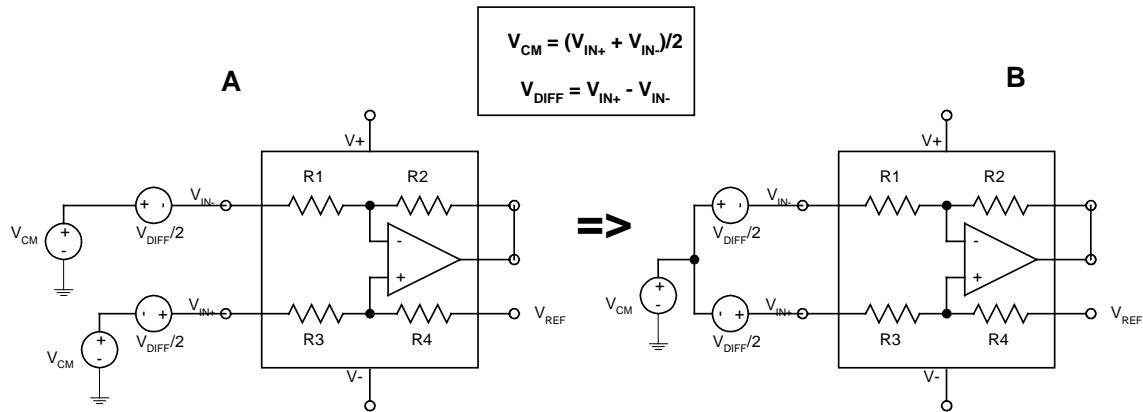 V_CM = (V_IN+ + V_IN-)/2
V_DIFF = V_IN+ - V_IN-
A
V+
R1
R2
+ -
V_IN-
V_DIFF/2
V_CM
+
-
-
+
- +
V_IN+
V_DIFF/2
R3
R4
V_REF
+
-
V_CM
V-
=>
B
V+
R1
R2
+ -
V_IN-
V_DIFF/2
-
+
V_CM
+
-
- +
V_IN+
V_DIFF/2
R3
R4
V_REF
V-